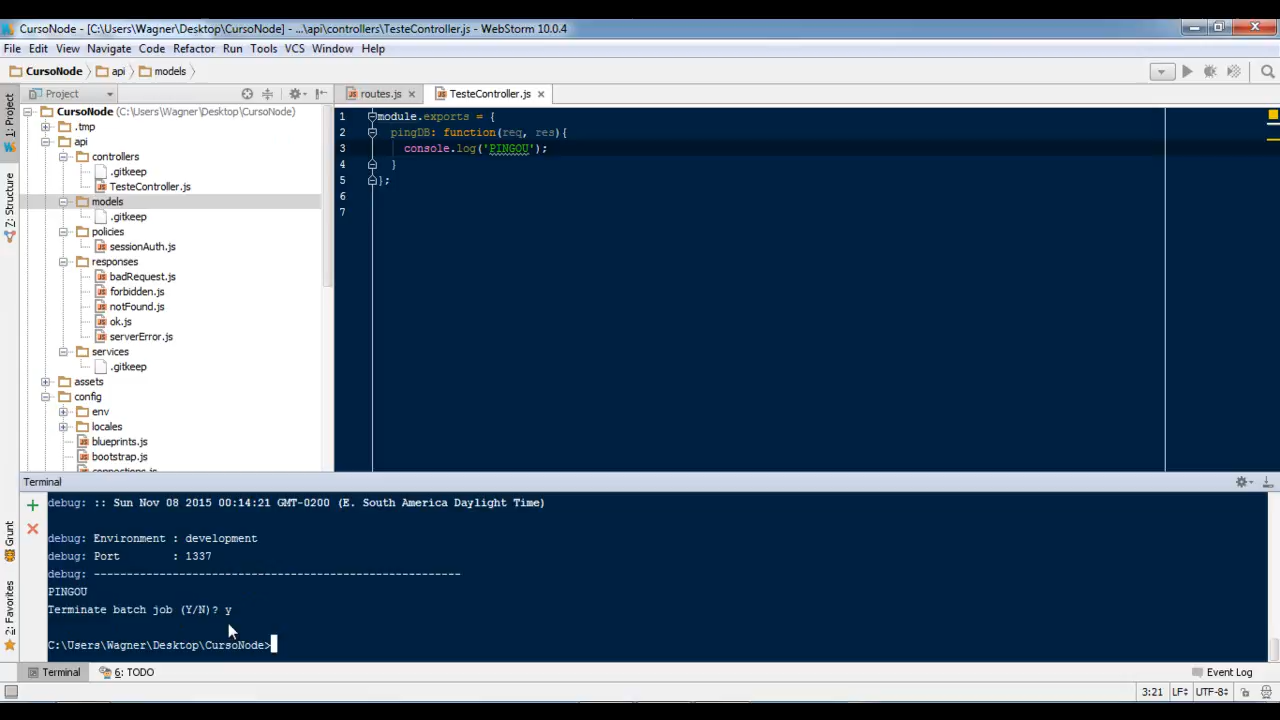 CursoNode - [C:\Users\Wagner\Desktop\CursoNode] - ...\api\controllers\TesteController.js - WebStorm 10.0.4
File Edit View Navigate Code Refactor Run Tools VCS Window Help
CursoNode api models
1: Project
7: Structure
Grunt
2: Favorites
Project
CursoNode (C:\Users\Wagner\Desktop\CursoNode)
.tmp
api
controllers
.gitkeep
TesteController.js
models
.gitkeep
policies
sessionAuth.js
responses
badRequest.js
forbidden.js
notFound.js
ok.js
serverError.js
services
.gitkeep
assets
config
env
locales
blueprints.js
bootstrap.js
connections.js
routes.js TesteController.js
1 module.exports = {
2 pingDB: function(req, res){
3 console.log('PINGOU');
4 }
5 };
6
7
Terminal
debug: :: Sun Nov 08 2015 00:14:21 GMT-0200 (E. South America Daylight Time)
debug: Environment : development
debug: Port : 1337
debug: --------------------------------------------------------
PINGOU
Terminate batch job (Y/N)? y
C:\Users\Wagner\Desktop\CursoNode>
Terminal 6: TODO Event Log
3:21 LF÷ UTF-8÷